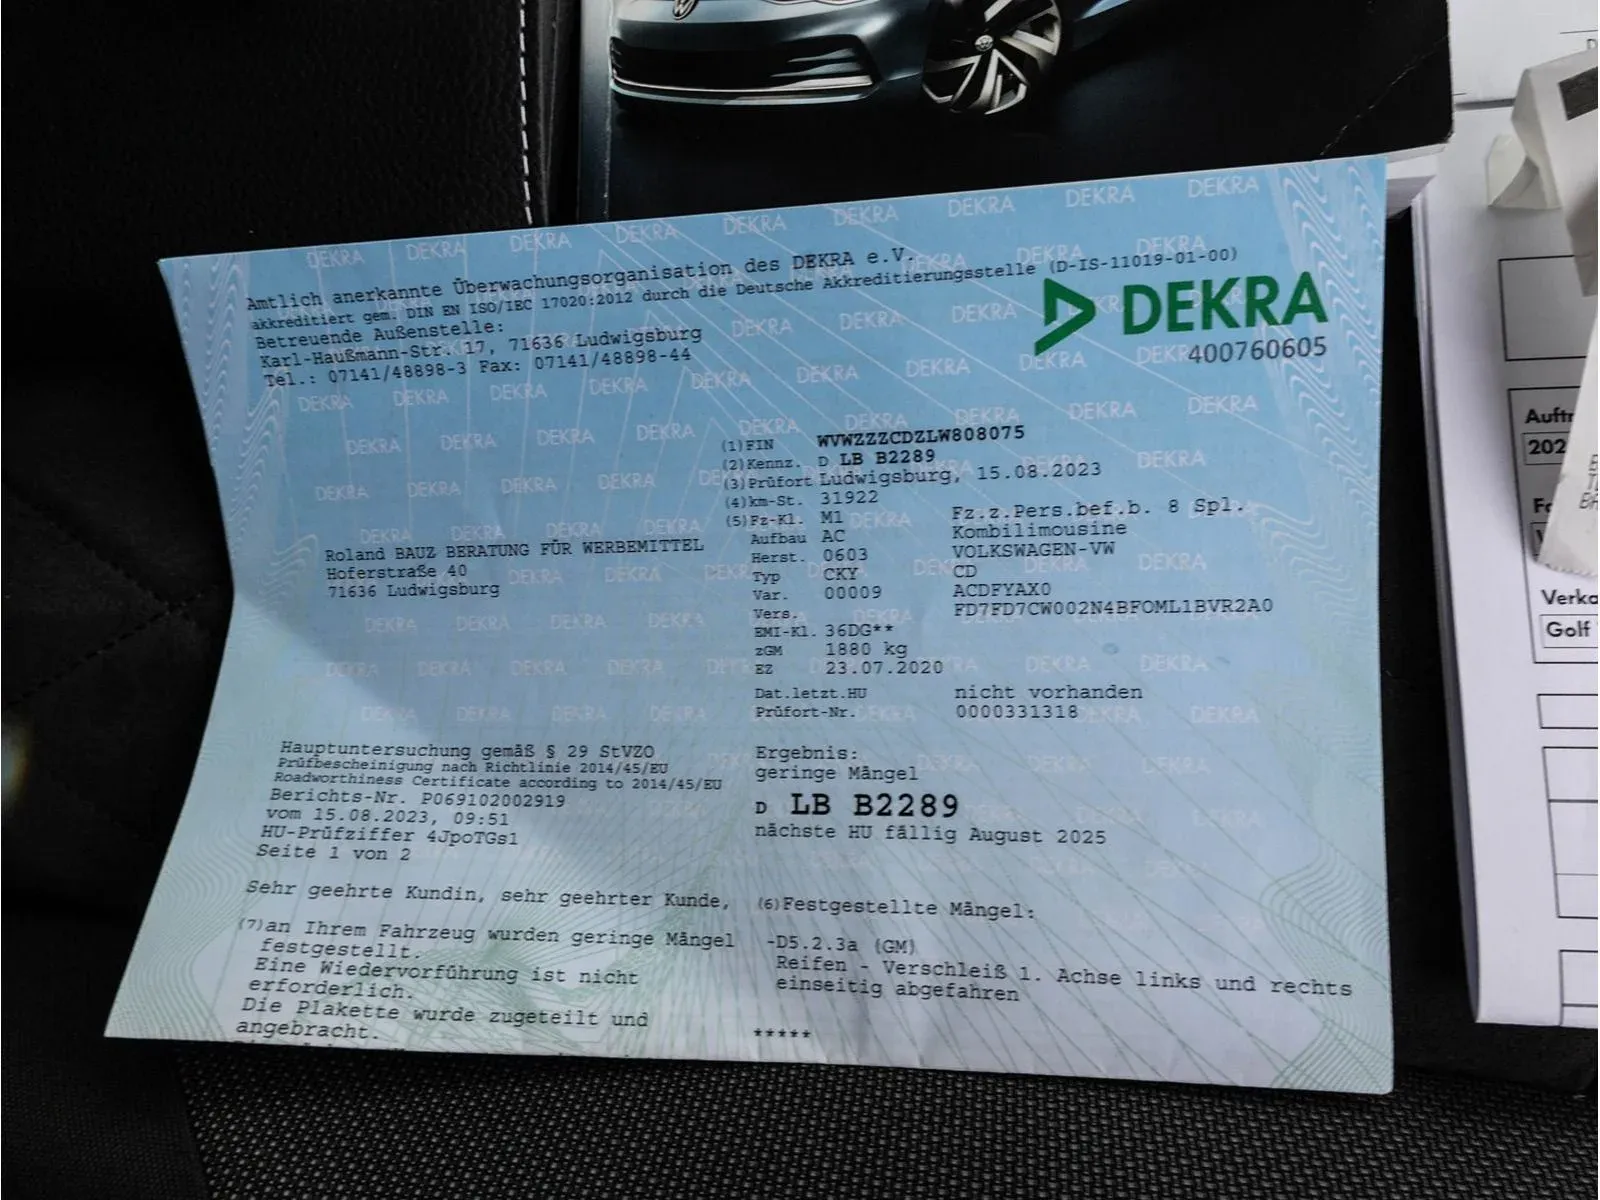 Amtlich anerkannte Überwachungsorganisation des DEKRA e.V.
akkreditiert gem. DIN EN ISO/IEC 17020:2012 durch die Deutsche Akkreditierungsstelle (D-IS-11019-01-00)
Betreuende Außenstelle:
Karl-Haußmann-Str. 17, 71636 Ludwigsburg
Tel.: 07141/48898-3 Fax: 07141/48898-44
DEKRA
400760605
(1)FIN WVWZZZCDZLW808075
(2)Kennz. D LB B2289
(3)Prüfort Ludwigsburg, 15.08.2023
(4)km-St. 31922
(5)Fz-Kl. M1 Fz.z.Pers.bef.b. 8 Spl.
Aufbau AC Kombilimousine
Herst. 0603 VOLKSWAGEN-VW
Typ CKY CD
Var. 00009 ACDFYAX0
Vers. FD7FD7CW002N4BFOML1BVR2A0
EMI-Kl. 36DG**
zGM 1880 kg
EZ 23.07.2020
Dat.letzt.HU nicht vorhanden
Prüfort-Nr. 0000331318
Roland BAUZ BERATUNG FÜR WERBEMITTEL
Hoferstraße 40
71636 Ludwigsburg
Hauptuntersuchung gemäß § 29 StVZO
Prüfbescheinigung nach Richtlinie 2014/45/EU
Roadworthiness Certificate according to 2014/45/EU
Berichts-Nr. P069102002919
vom 15.08.2023, 09:51
HU-Prüfziffer 4JpoTGs1
Seite 1 von 2
Ergebnis:
geringe Mängel
D LB B2289
nächste HU fällig August 2025
Sehr geehrte Kundin, sehr geehrter Kunde,
(7)an Ihrem Fahrzeug wurden geringe Mängel
festgestellt.
Eine Wiedervorführung ist nicht
erforderlich.
Die Plakette wurde zugeteilt und
angebracht.
(6)Festgestellte Mängel:
-D5.2.3a (GM)
Reifen - Verschleiß 1. Achse links und rechts
einseitig abgefahren
*****
Auftr
202
Verka
Golf